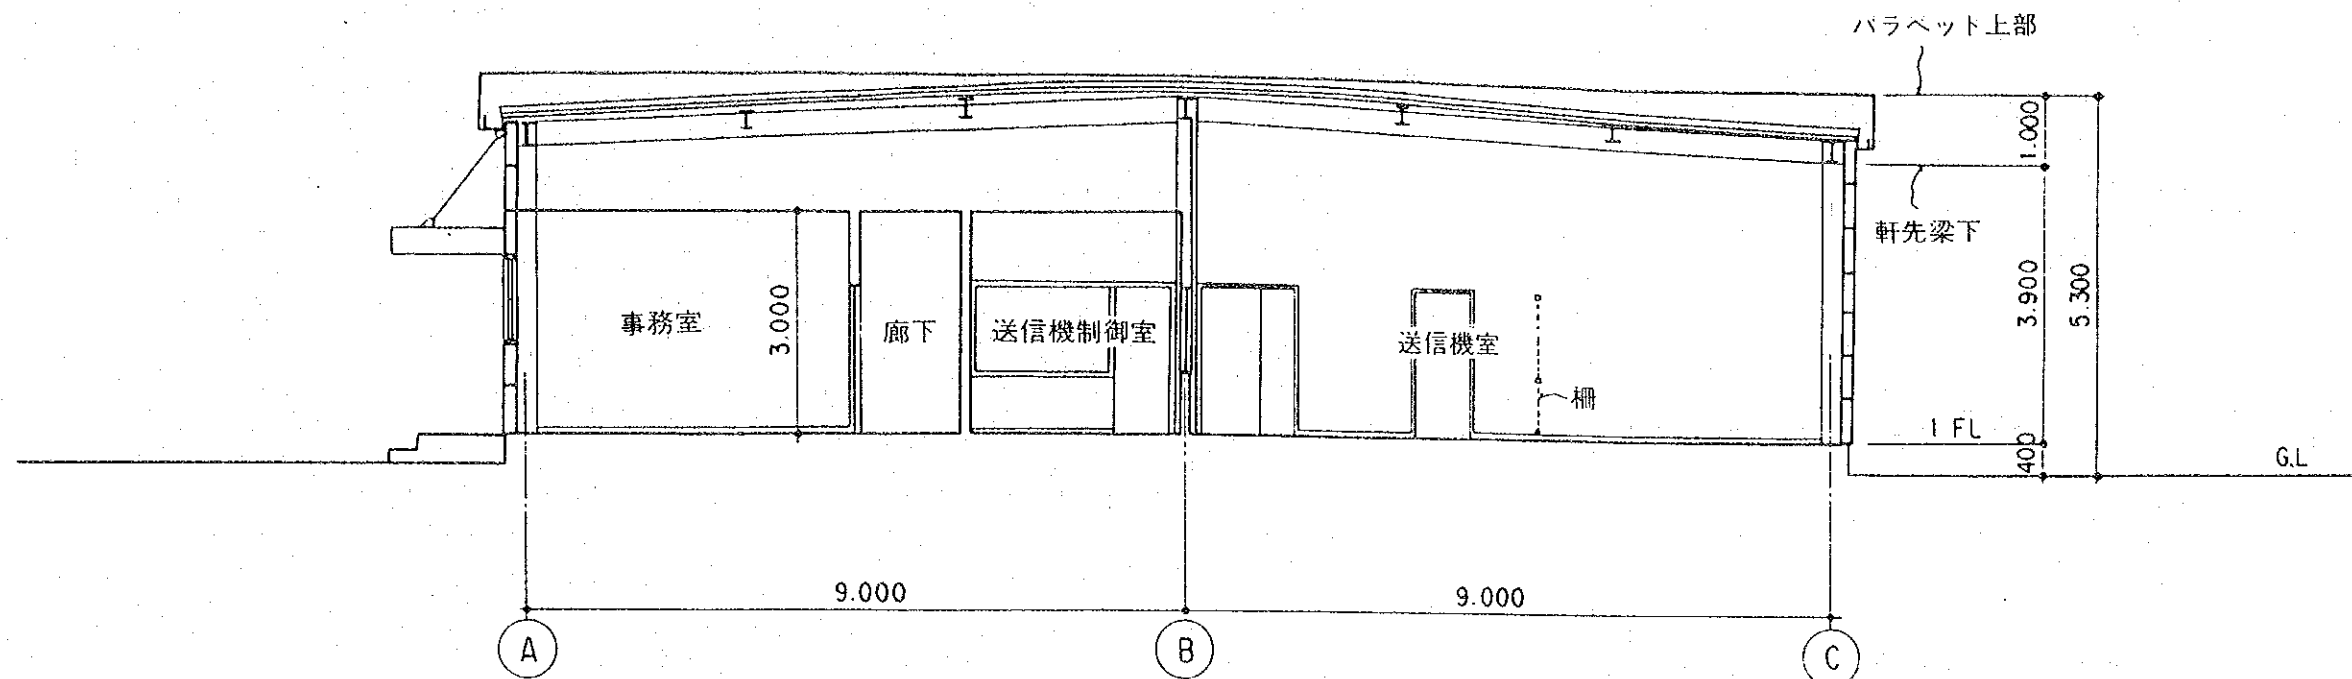 パラペット上部
1.000
軒先梁下
3.900
5.300
事務室
3.000
廊下
送信機制御室
送信機室
柵
1 FL
400
G.L
9.000
9.000
A
B
C